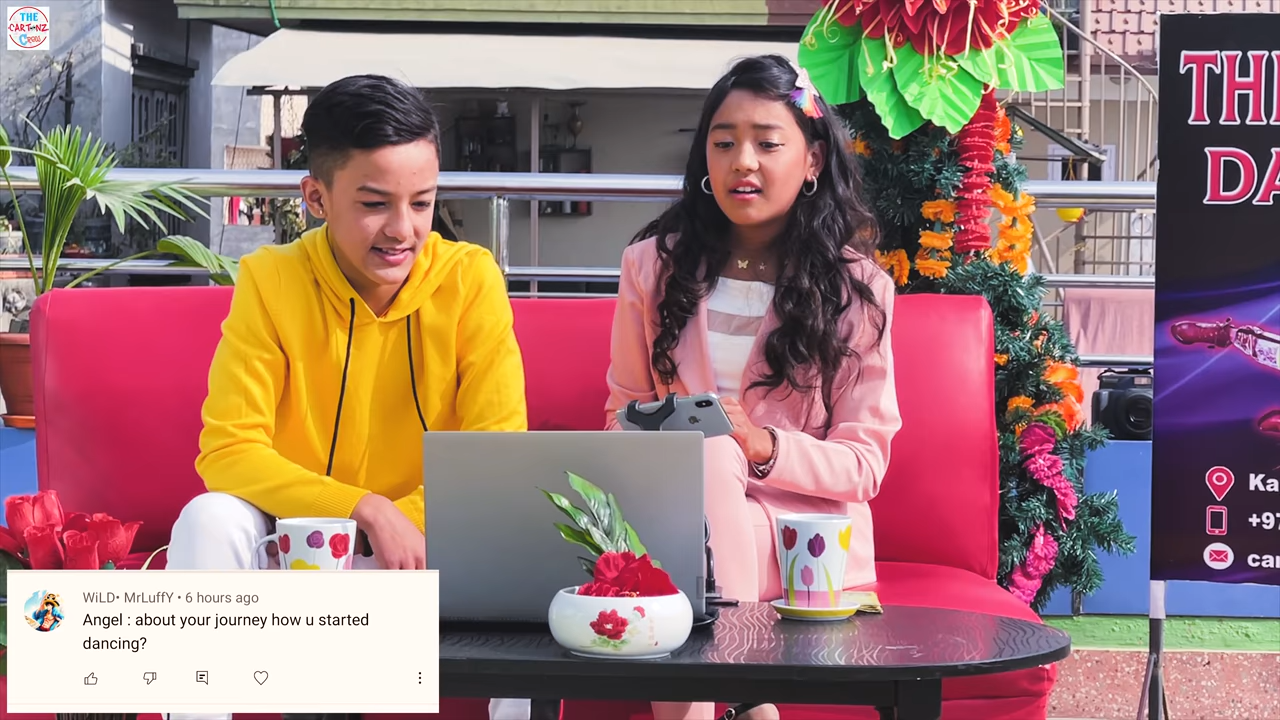 THE
CARTOONZ
CREW
TH
DA
Ka
+97
car
WiLD• MrLuffY • 6 hours ago
Angel : about your journey how u started
dancing?